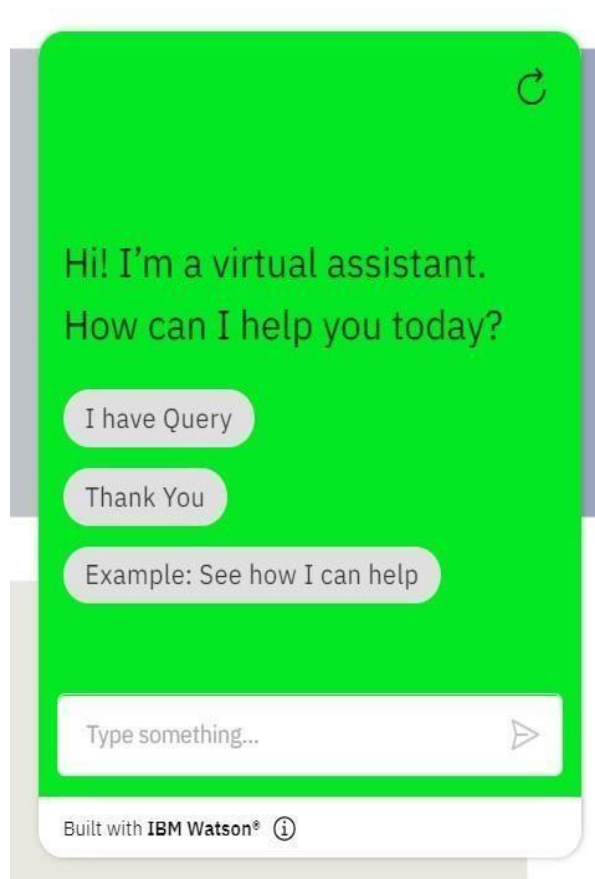 Hi! I’m a virtual assistant.
How can I help you today?
I have Query
Thank You
Example: See how I can help
Type something...
Built with IBM Watson®